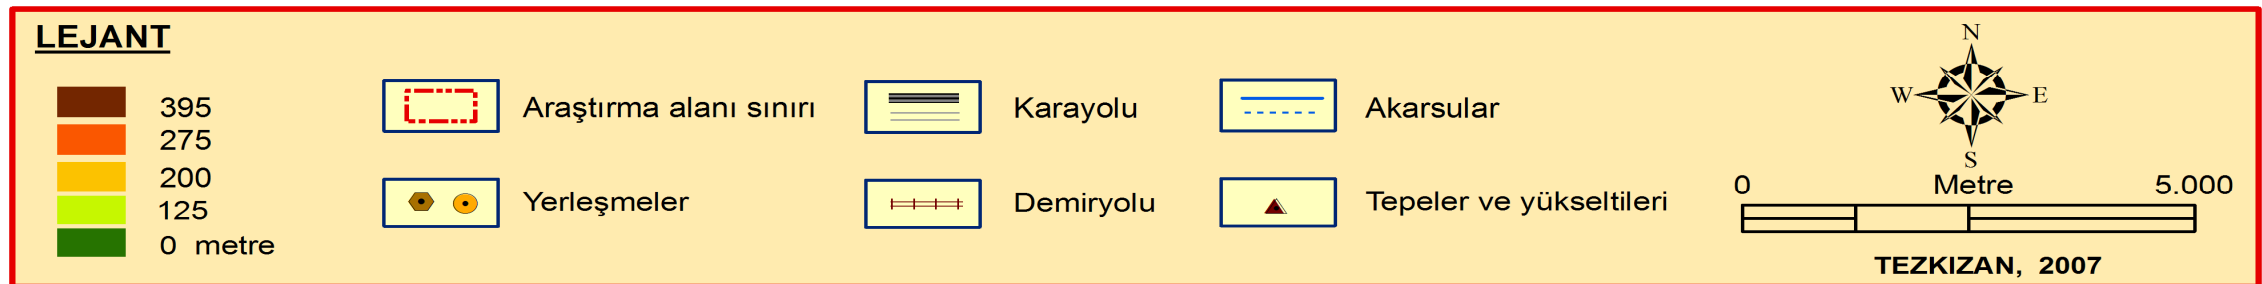 LEJANT
395
275
200
125
0 metre
Araştırma alanı sınırı
Yerleşmeler
Karayolu
Demiryolu
Akarsular
Tepeler ve yükseltileri
N
W E
S
0 Metre 5.000
TEZKIZAN, 2007